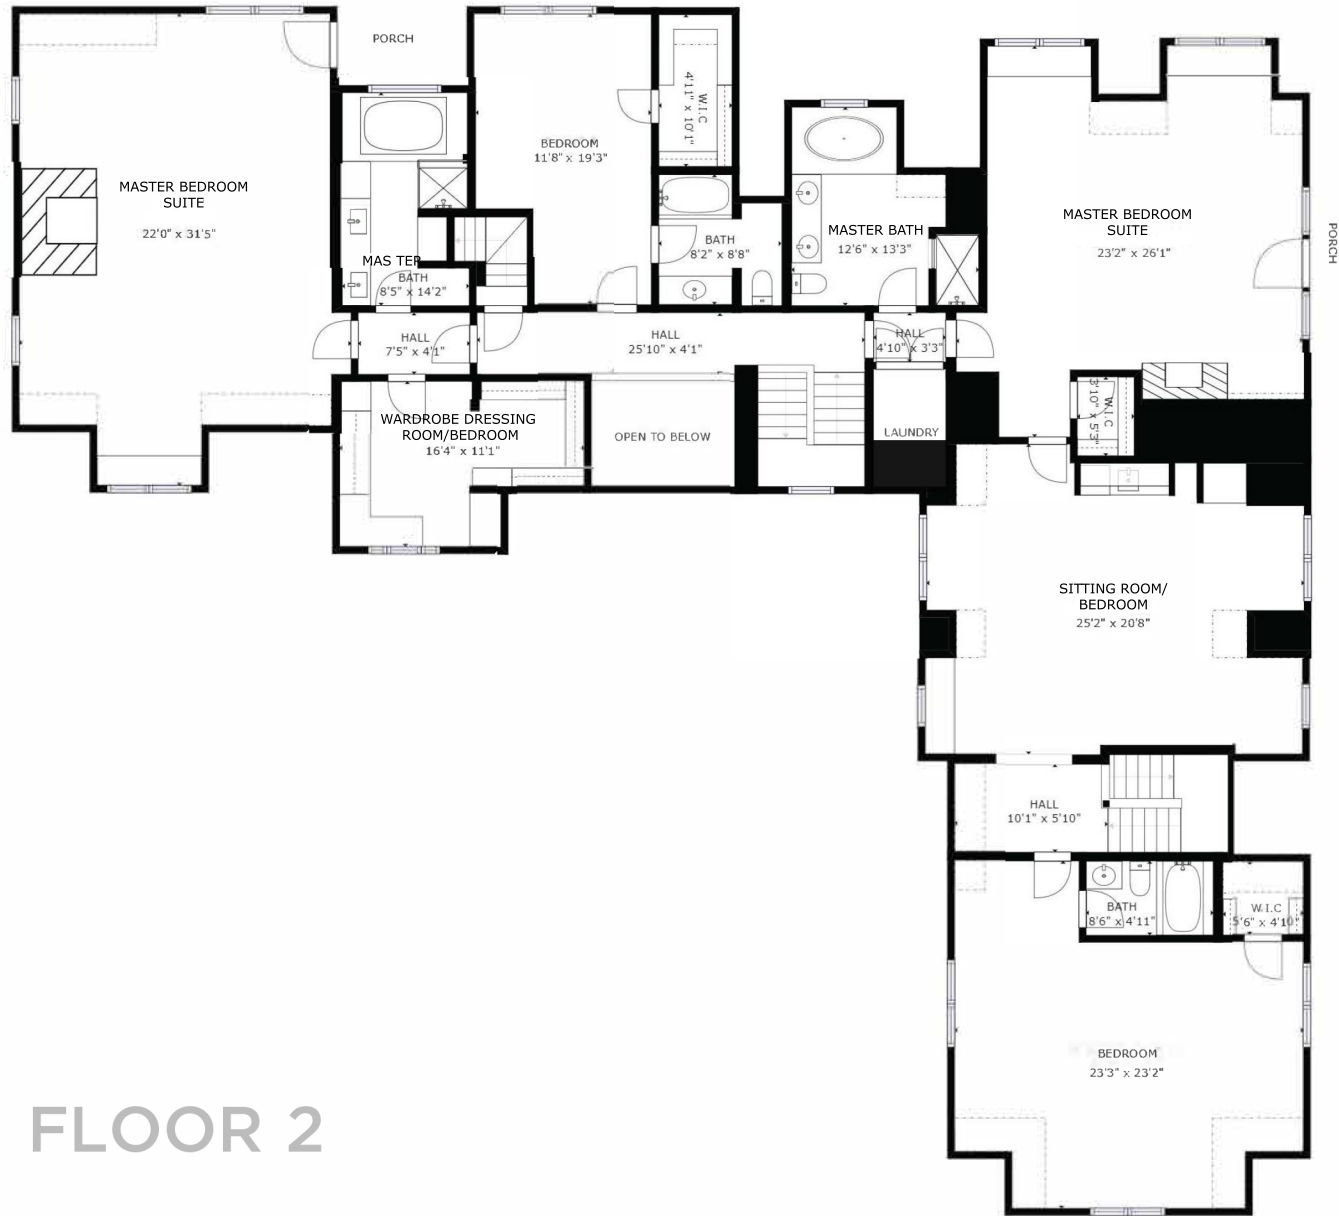 PORCH
MASTER BEDROOM
SUITE
22'0" x 31'5"
BEDROOM
11'8" x 19'3"
W.I.C
4'11" x 10'1"
MASTER BEDROOM
SUITE
23'2" x 26'1"
PORCH
MASTER BATH
12'6" x 13'3"
BATH
8'2" x 8'8"
MAS TER
BATH
8'5" x 14'2"
HALL
7'5" x 4'1"
HALL
25'10" x 4'1"
HALL
4'10" x 3'3"
W.I.C
3'10" x 5'3"
WARDROBE DRESSING
ROOM/BEDROOM
16'4" x 11'1"
OPEN TO BELOW
LAUNDRY
SITTING ROOM/
BEDROOM
25'2" x 20'8"
HALL
10'1" x 5'10"
BATH
8'6" x 4'11"
W.I.C
5'6" x 4'10"
BEDROOM
23'3" x 23'2"
FLOOR 2